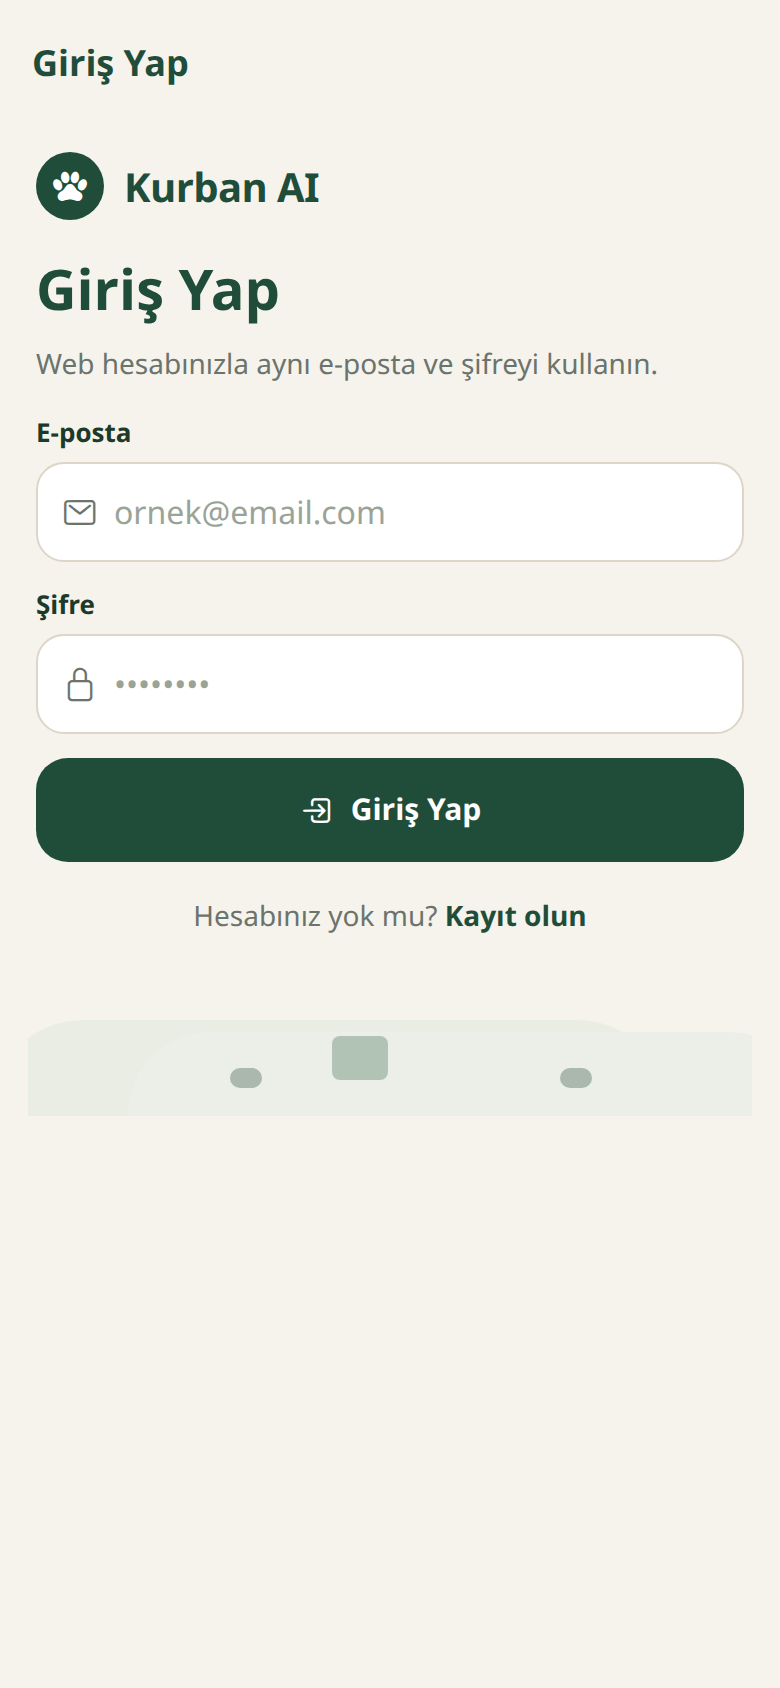 Giriş Yap
Kurban AI
Giriş Yap
Web hesabınızla aynı e-posta ve şifreyi kullanın.
E-posta
ornek@email.com
Şifre
••••••••
Giriş Yap
Hesabınız yok mu? Kayıt olun